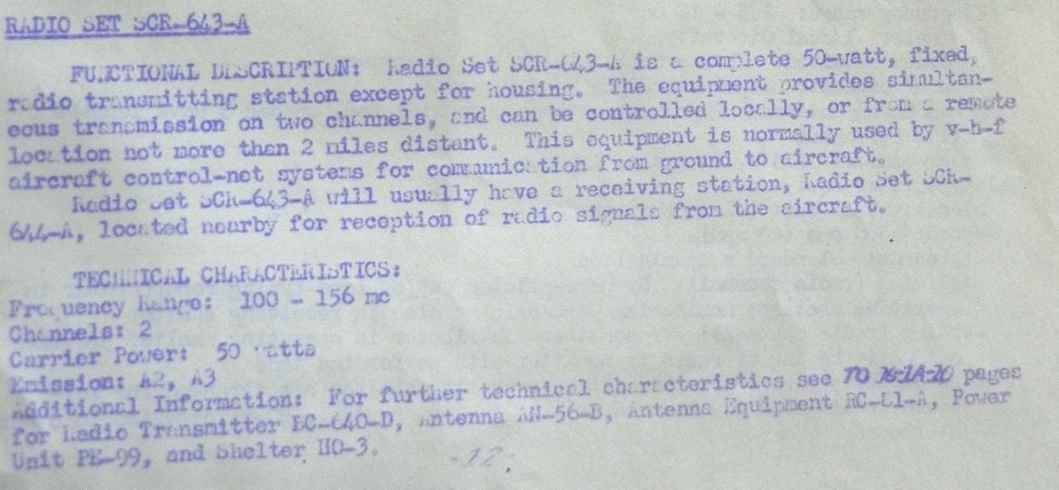 RADIO SET SCR-643-A
FUNCTIONAL DESCRIPTION: Radio Set SCR-643-A is a complete 50-watt, fixed,
radio transmitting station except for housing. The equipment provides simultan-
eous transmission on two channels, and can be controlled locally, or from a remote
location not more than 2 miles distant. This equipment is normally used by v-h-f
aircraft control-net systems for communication from ground to aircraft.
Radio Set SCR-643-A will usually have a receiving station, Radio Set SCR-
644-A, located nearby for reception of radio signals from the aircraft.
TECHNICAL CHARACTERISTICS:
Frequency Range: 100 - 156 mc
Channels: 2
Carrier Power: 50 watts
Emission: A2, A3
Additional Information: For further technical characteristics see TO pages
for Radio Transmitter BC-640-D, Antenna AN-56-B, Antenna Equipment Power
Unit PE-99, and Shelter HO-3.
-12-